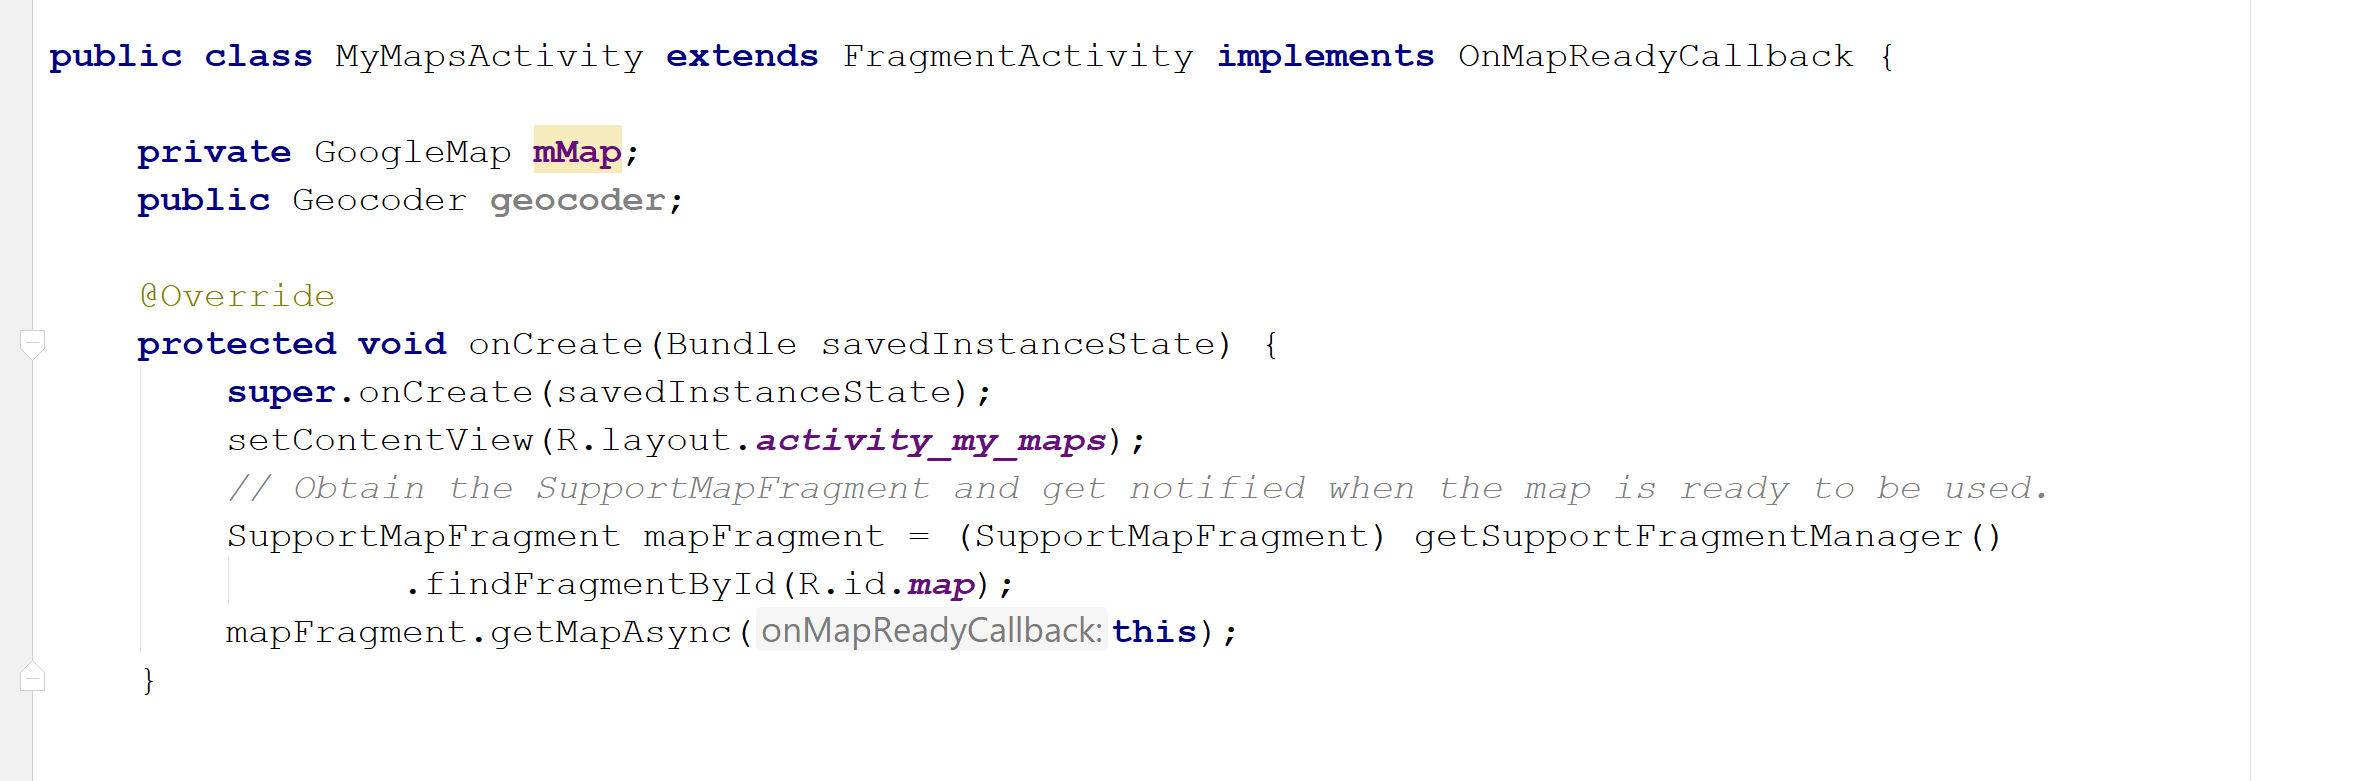 public class MyMapsActivity extends FragmentActivity implements OnMapReadyCallback {
private GoogleMap mMap;
public Geocoder geocoder;
@Override
protected void onCreate(Bundle savedInstanceState) {
super.onCreate(savedInstanceState);
setContentView(R.layout.activity_my_maps);
// Obtain the SupportMapFragment and get notified when the map is ready to be used.
SupportMapFragment mapFragment = (SupportMapFragment) getSupportFragmentManager()
.findFragmentById(R.id.map);
mapFragment.getMapAsync( onMapReadyCallback: this);
}